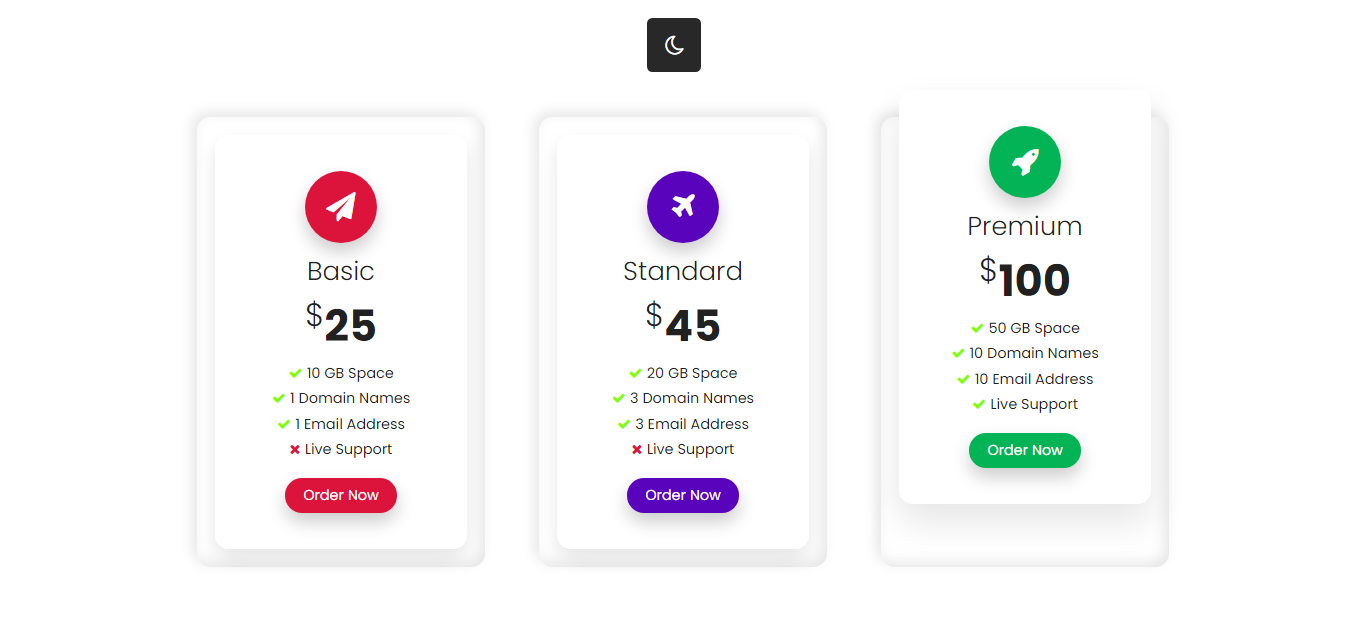 Basic
$25
10 GB Space
1 Domain Names
1 Email Address
Live Support
Order Now
Standard
$45
20 GB Space
3 Domain Names
3 Email Address
Live Support
Order Now
Premium
$100
50 GB Space
10 Domain Names
10 Email Address
Live Support
Order Now